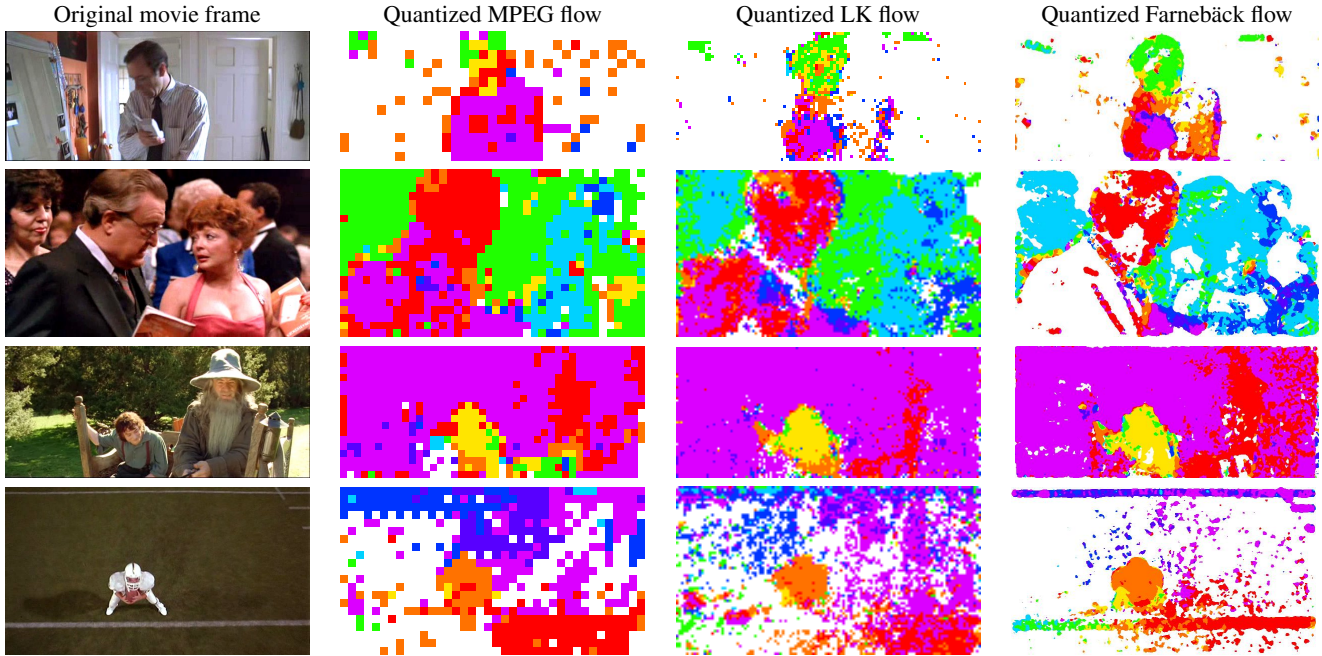 Original movie frame
Quantized MPEG flow
Quantized LK flow
Quantized Farnebäck flow